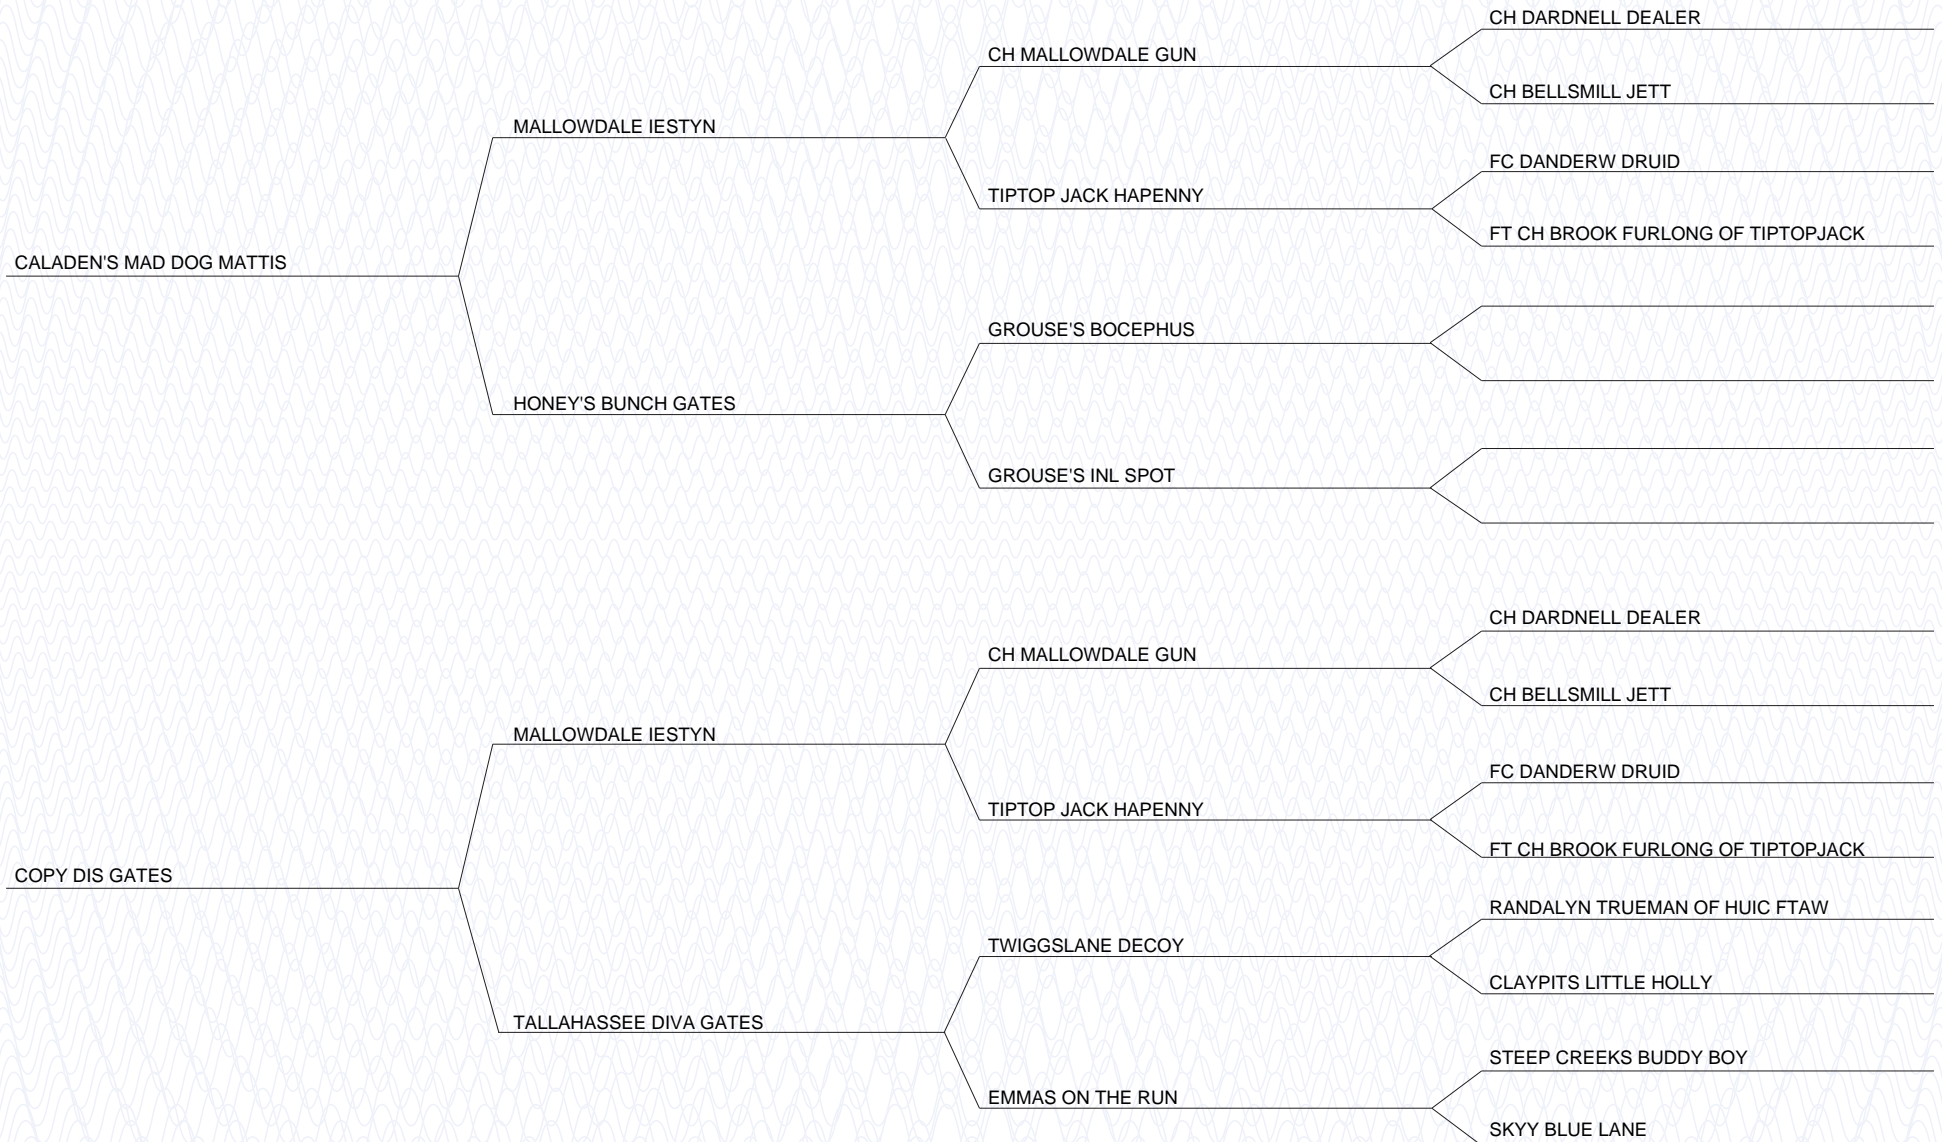 CH DARDNELL DEALER
CH MALLOWDALE GUN
CH BELLSMILL JETT
MALLOWDALE IESTYN
FC DANDERW DRUID
TIPTOP JACK HAPENNY
FT CH BROOK FURLONG OF TIPTOPJACK
CALADEN'S MAD DOG MATTIS
GROUSE'S BOCEPHUS
HONEY'S BUNCH GATES
GROUSE'S INL SPOT
CH DARDNELL DEALER
CH MALLOWDALE GUN
CH BELLSMILL JETT
MALLOWDALE IESTYN
FC DANDERW DRUID
TIPTOP JACK HAPENNY
FT CH BROOK FURLONG OF TIPTOPJACK
COPY DIS GATES
RANDALYN TRUEMAN OF HUIC FTAW
TWIGGSLANE DECOY
CLAYPITS LITTLE HOLLY
TALLAHASSEE DIVA GATES
STEEP CREEKS BUDDY BOY
EMMAS ON THE RUN
SKYY BLUE LANE